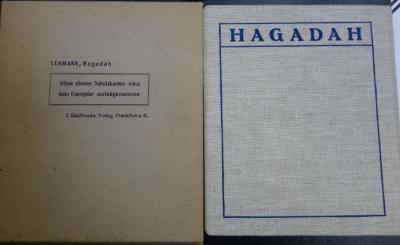 LEHMANN, Hagadah
Ohne diesen Schutzkarton wird
kein Exemplar zurückgenommen
J. Kauffmann Verlag, Frankfurt a. M.
HAGADAH